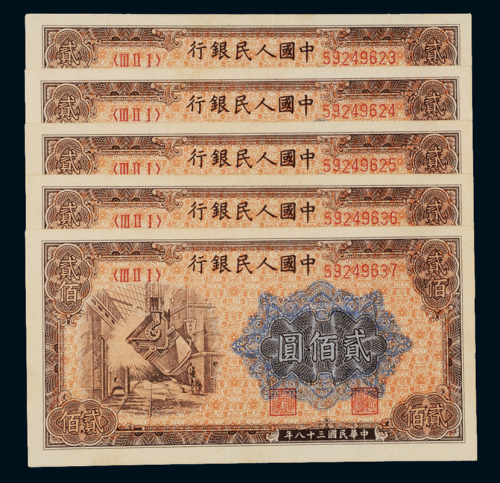 中國人民銀行
〈III II I〉 59249623
貳 貳
中國人民銀行
〈III II I〉 59249624
貳 貳
中國人民銀行
〈III II I〉 59249625
貳 貳
中國人民銀行
〈III II I〉 59249636
貳 貳
中國人民銀行
〈III II I〉 59249637
貳佰 貳佰
貳佰圓
貳佰 貳佰
中華民國三十八年